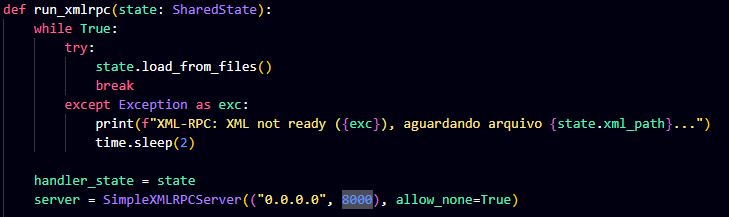 def run_xmlrpc(state: SharedState):
    while True:
        try:
            state.load_from_files()
            break
        except Exception as exc:
            print(f"XML-RPC: XML not ready ({exc}), aguardando arquivo {state.xml_path}...")
            time.sleep(2)

    handler_state = state
    server = SimpleXMLRPCServer(("0.0.0.0", 8000), allow_none=True)